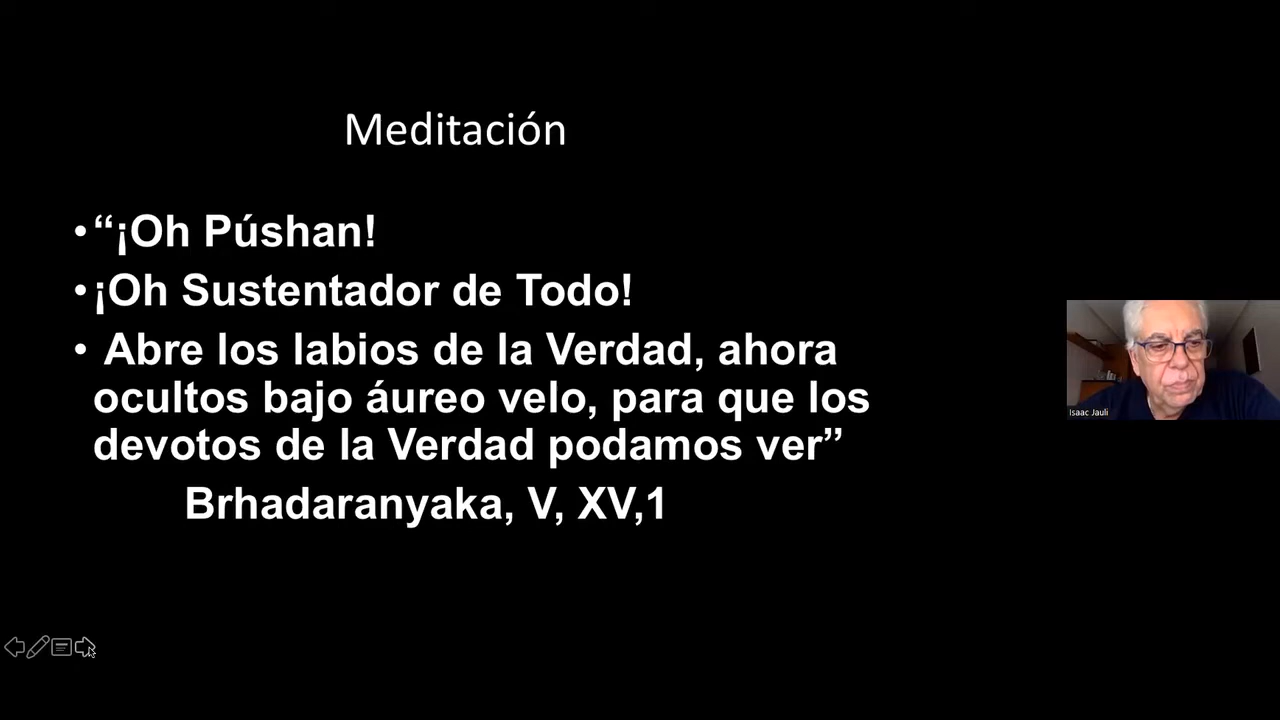 Meditación
•“¡Oh Púshan!
•¡Oh Sustentador de Todo!
• Abre los labios de la Verdad, ahora
ocultos bajo áureo velo, para que los
devotos de la Verdad podamos ver”
Brhadaranyaka, V, XV,1
Isaac Jauli